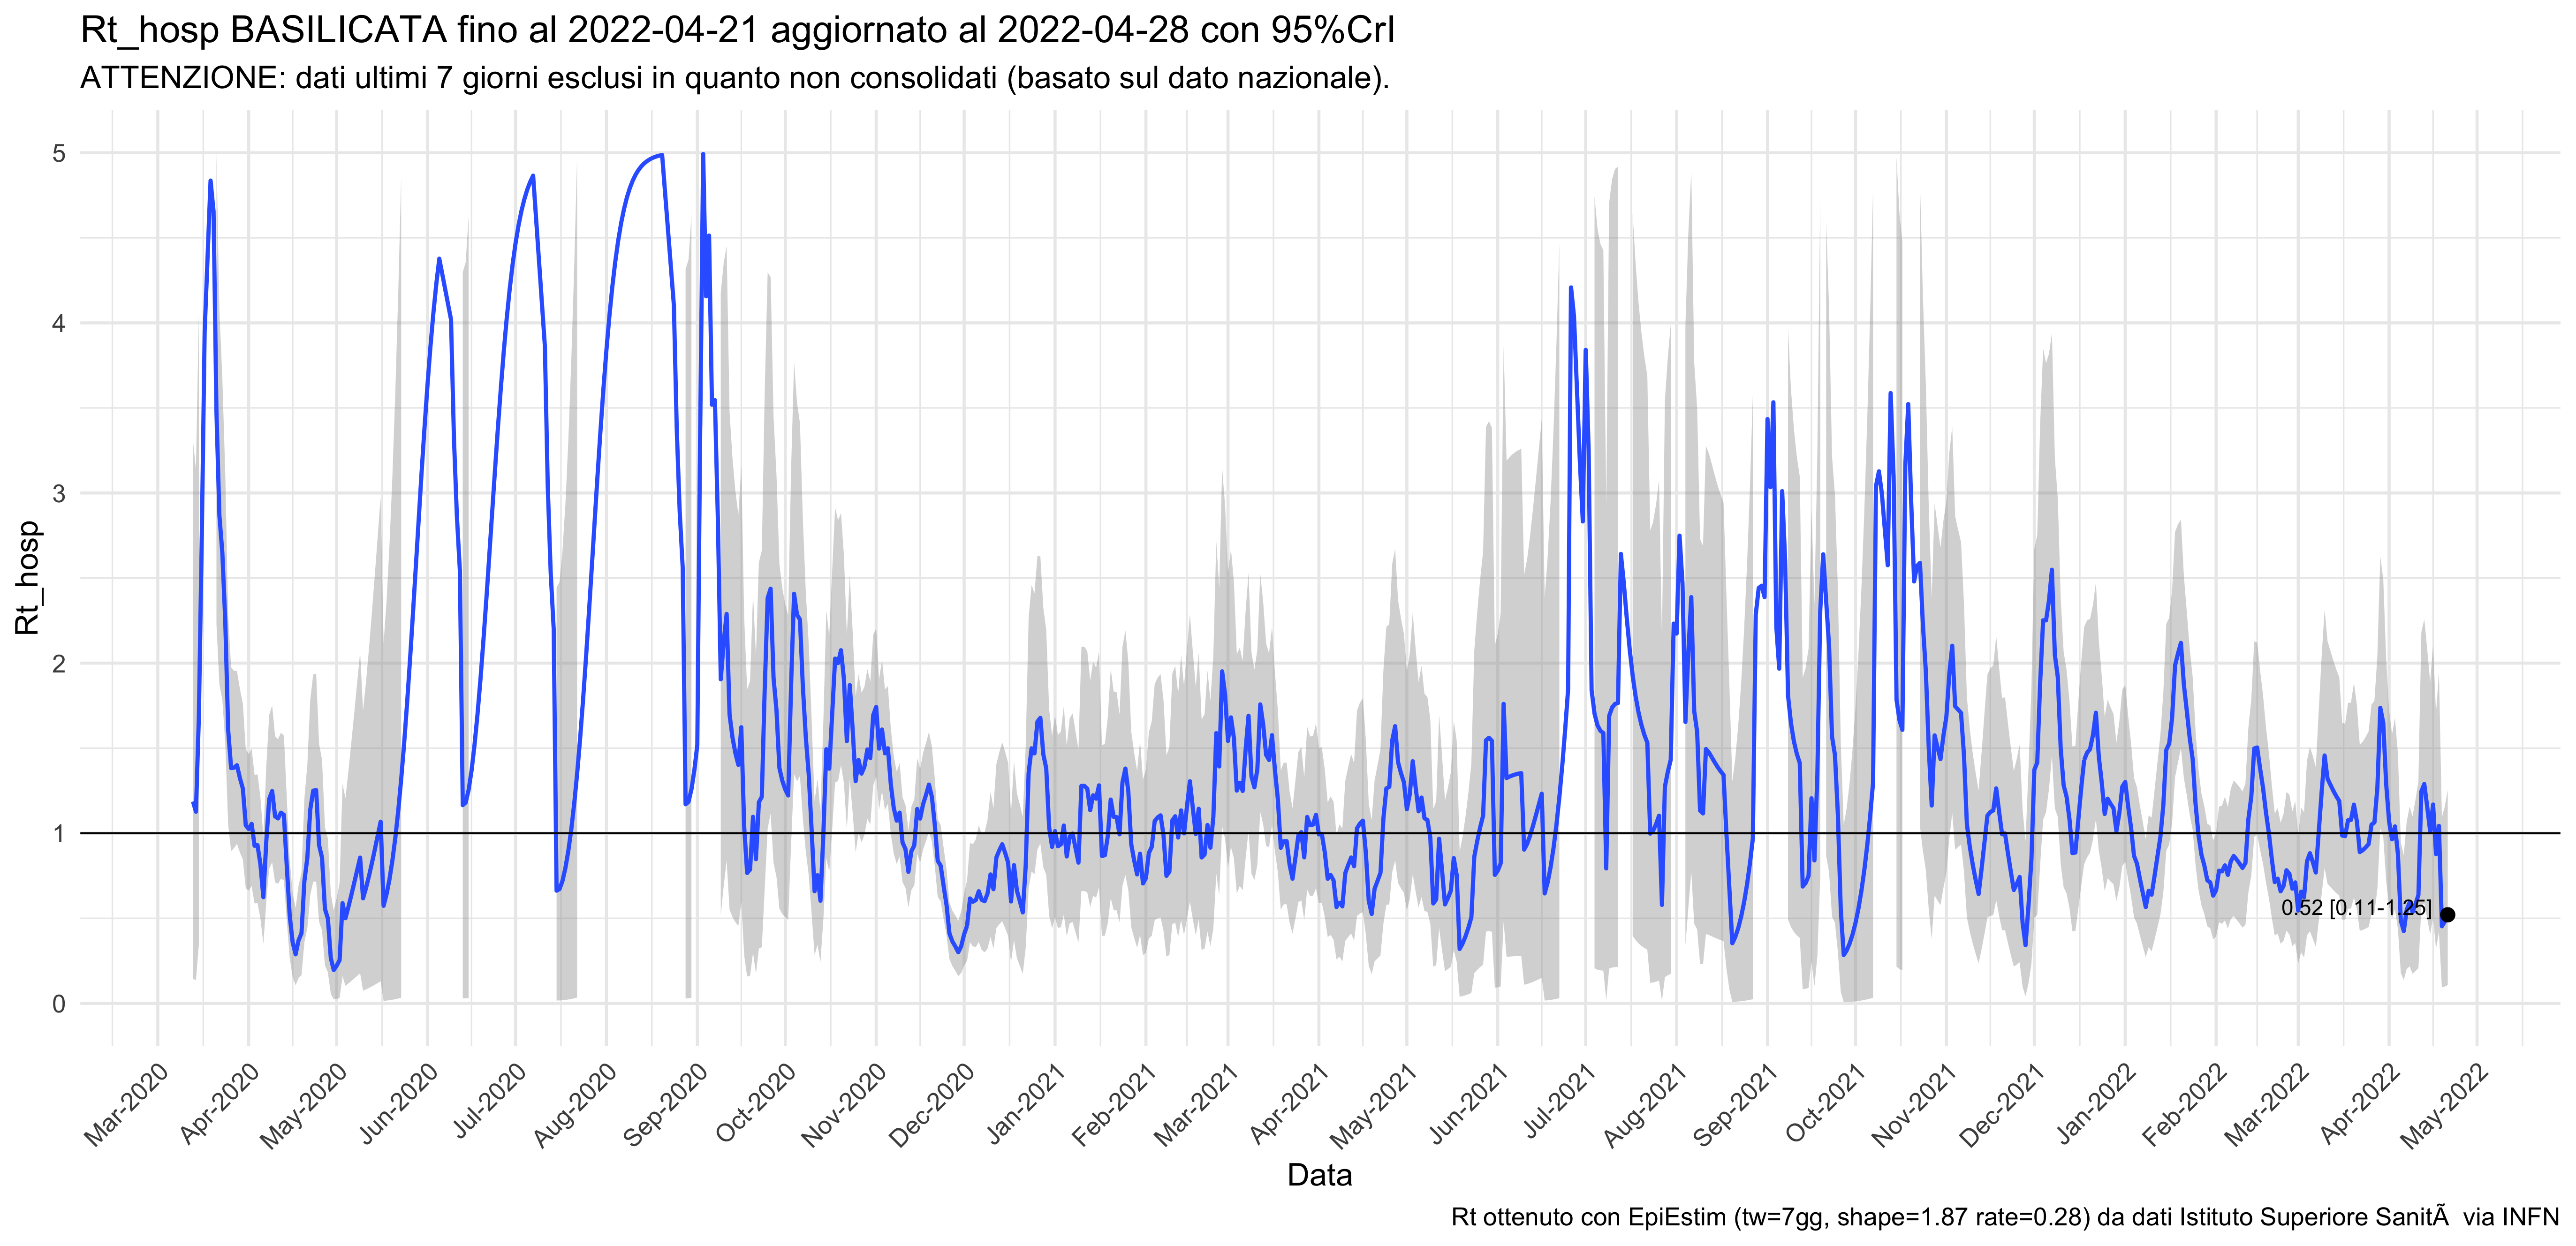 Rt_hosp BASILICATA fino al 2022-04-21 aggiornato al 2022-04-28 con 95%CrI
ATTENZIONE: dati ultimi 7 giorni esclusi in quanto non consolidati (basato sul dato nazionale).
Rt_hosp
5
4
3
2
1
0
0.52 [0.11-1.25]
Mar-2020
Apr-2020
May-2020
Jun-2020
Jul-2020
Aug-2020
Sep-2020
Oct-2020
Nov-2020
Dec-2020
Jan-2021
Feb-2021
Mar-2021
Apr-2021
May-2021
Jun-2021
Jul-2021
Aug-2021
Sep-2021
Oct-2021
Nov-2021
Dec-2021
Jan-2022
Feb-2022
Mar-2022
Apr-2022
May-2022
Data
Rt ottenuto con EpiEstim (tw=7gg, shape=1.87 rate=0.28) da dati Istituto Superiore SanitÃ  via INFN